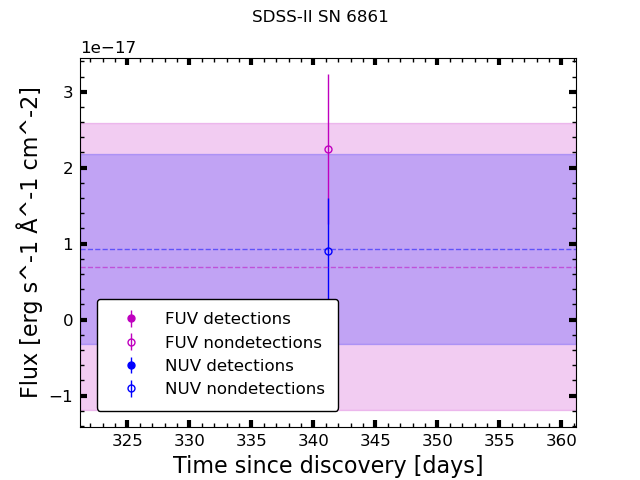 SDSS-II SN 6861
1e−17
Flux [erg s^-1 Å^-1 cm^-2]
3
2
1
0
−1
FUV detections
FUV nondetections
NUV detections
NUV nondetections
325 330 335 340 345 350 355 360
Time since discovery [days]